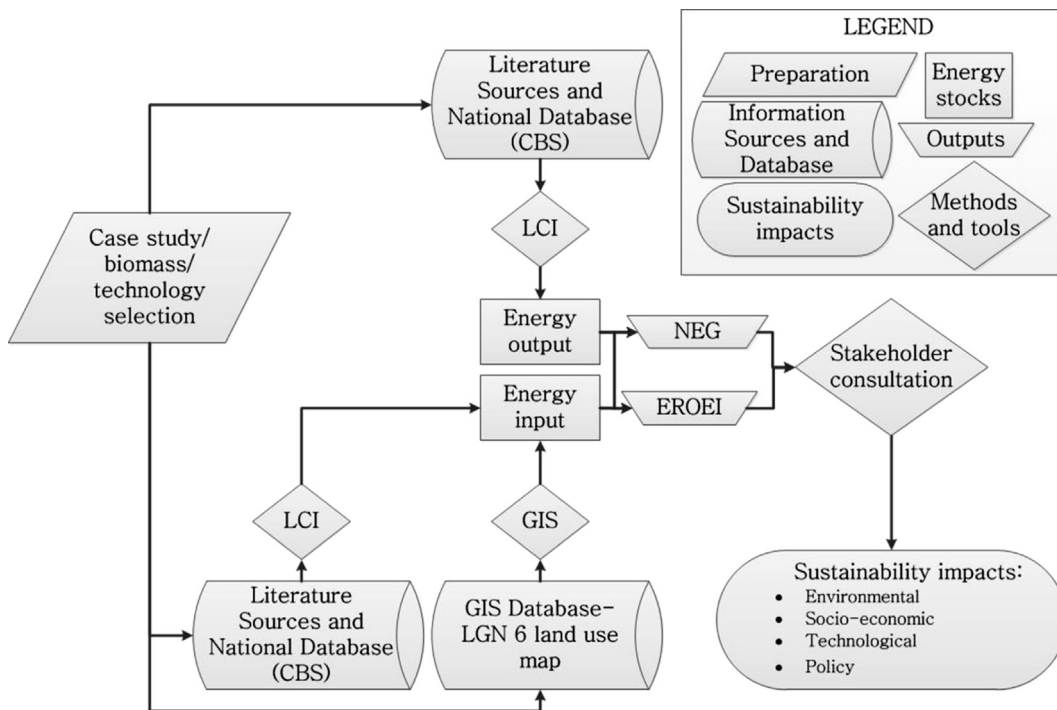 Literature
Sources and
National Database
(CBS)
LCI
Case study/
biomass/
technology
selection
Energy
output
Energy
input
NEG
EROEI
Stakeholder
consultation
LCI
GIS
Literature
Sources and
National Database
(CBS)
GIS Database-
LGN 6 land use
map
Sustainability impacts:
• Environmental
• Socio-economic
• Technological
• Policy
LEGEND
Preparation
Energy
stocks
Information
Sources and
Database
Outputs
Sustainability
impacts
Methods
and tools